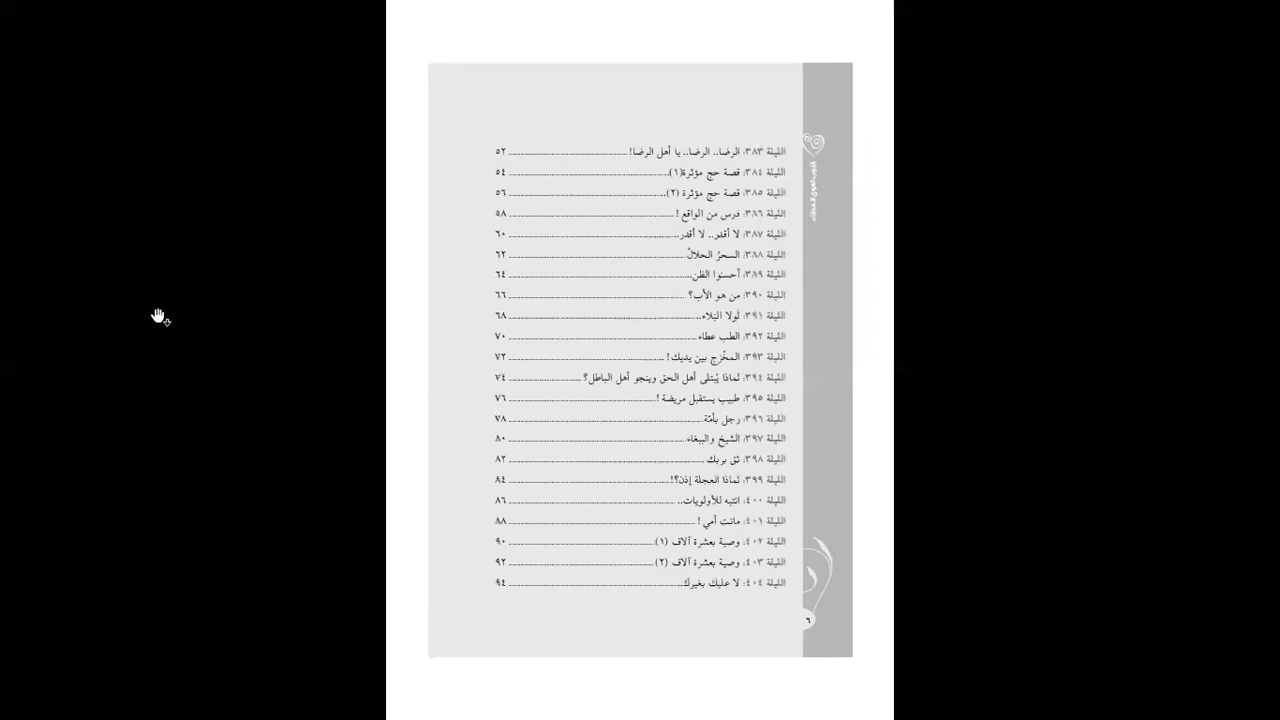 الليلة ٣٨٣: الرضا.. الرضا.. يا أهل الرضا! ٥٢
الليلة ٣٨٤: قصة حج مؤثرة(١).. ٥٤
الليلة ٣٨٥: قصة حج مؤثرة (٢).. ٥٦
الليلة ٣٨٦: درس من الواقع! ٥٨
الليلة ٣٨٧: لا أقدر.. لا أقدر.. ٦٠
الليلة ٣٨٨: السحرُ الحلالُ ٦٢
الليلة ٣٨٩: أحسنوا الظن.. ٦٤
الليلة ٣٩٠: من هو الأب؟ ٦٦
الليلة ٣٩١: لولا البلاء.. ٦٨
الليلة ٣٩٢: الطب عطاء ٧٠
الليلة ٣٩٣: المخْرَج بين يديك! ٧٢
الليلة ٣٩٤: لماذا يُبتلى أهل الحق وينجو أهل الباطل؟ ٧٤
الليلة ٣٩٥: طبيب يستقبل مريضة! ٧٦
الليلة ٣٩٦: رجل بأمّة ٧٨
الليلة ٣٩٧: الشيخ والببغاء ٨٠
الليلة ٣٩٨: ثق بربك ٨٢
الليلة ٣٩٩: لماذا العجلة إذن؟! ٨٤
الليلة ٤٠٠: انتبه للأولويات.. ٨٦
الليلة ٤٠١: ماتت أمي! ٨٨
الليلة ٤٠٢: وصية بعشرة آلاف (١) ٩٠
الليلة ٤٠٣: وصية بعشرة آلاف (٢) ٩٢
الليلة ٤٠٤: لا عليك بغيرك.. ٩٤
٦